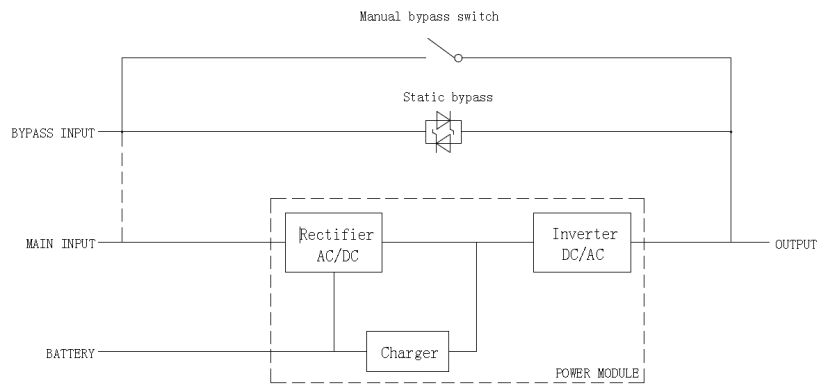 Manual bypass switch
Static bypass
BYPASS INPUT
MAIN INPUT
Rectifier
AC/DC
Inverter
DC/AC
OUTPUT
BATTERY
Charger
POWER MODULE